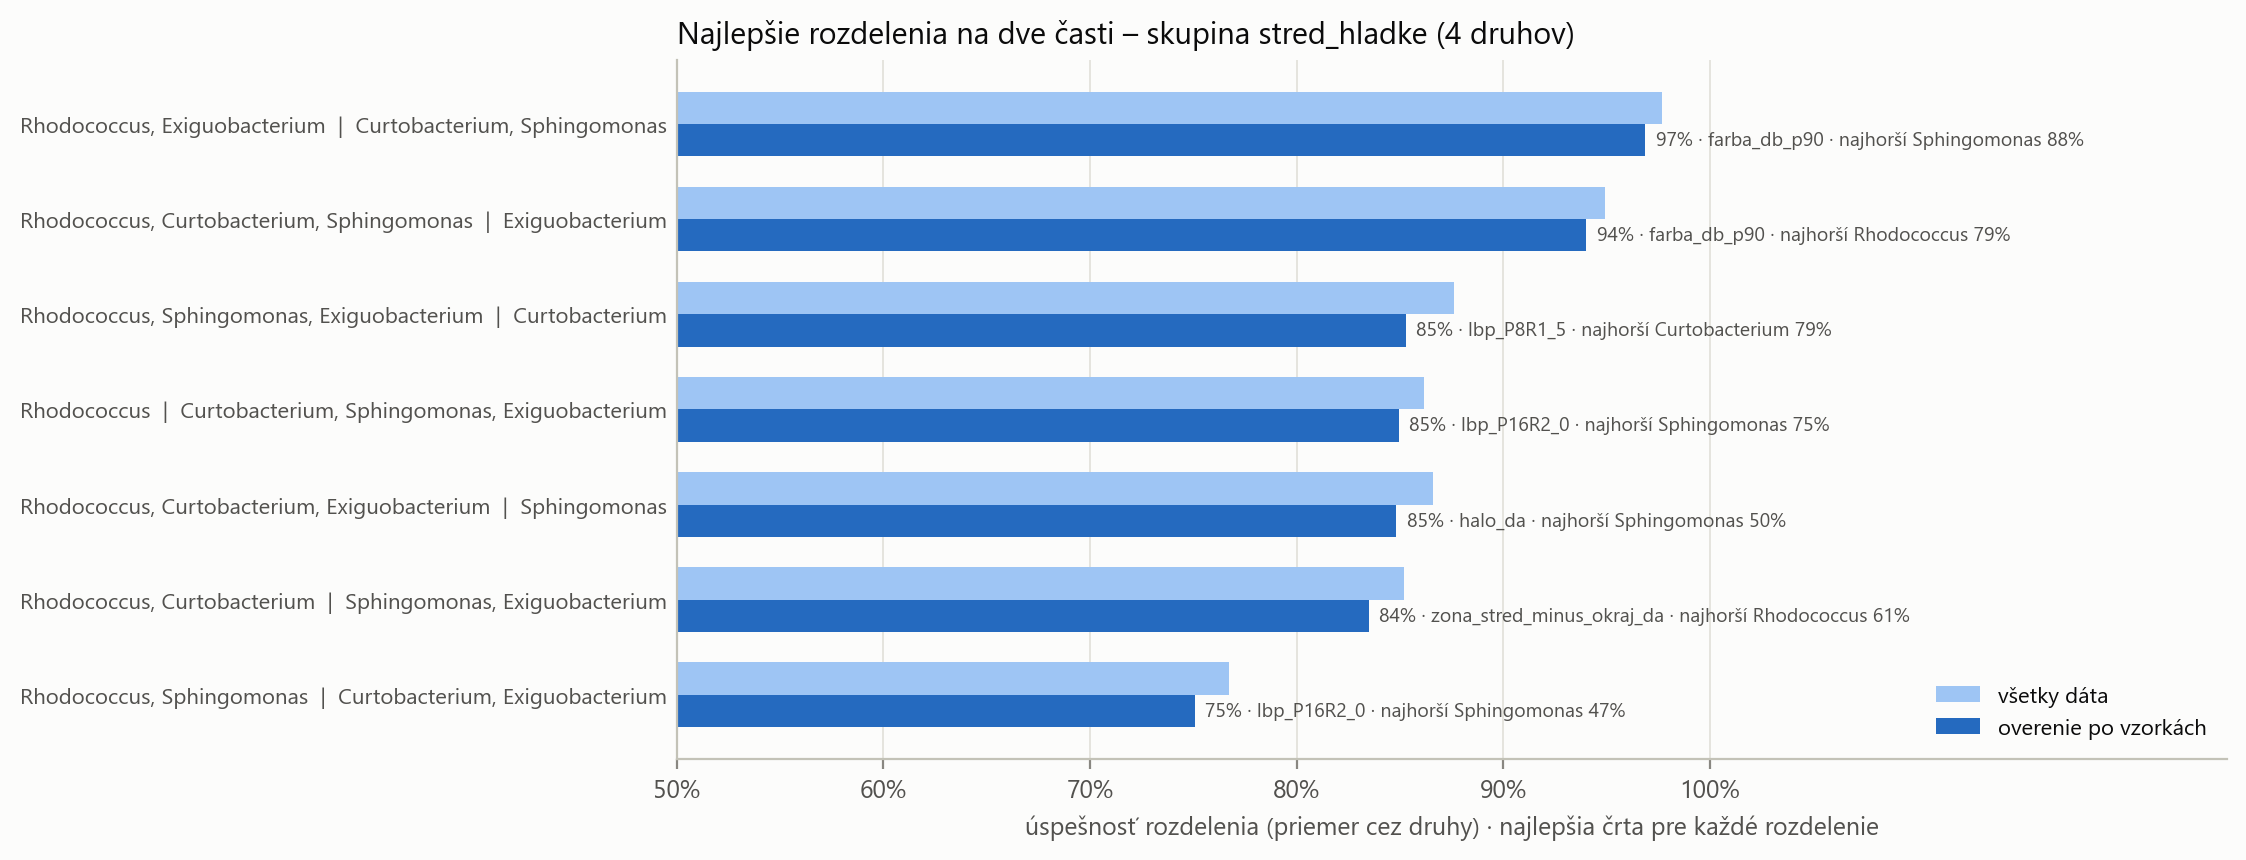 Najlepšie rozdelenia na dve časti – skupina stred_hladke (4 druhov)
Rhodococcus, Exiguobacterium | Curtobacterium, Sphingomonas
97% · farba_db_p90 · najhorší Sphingomonas 88%
Rhodococcus, Curtobacterium, Sphingomonas | Exiguobacterium
94% · farba_db_p90 · najhorší Rhodococcus 79%
Rhodococcus, Sphingomonas, Exiguobacterium | Curtobacterium
85% · lbp_P8R1_5 · najhorší Curtobacterium 79%
Rhodococcus | Curtobacterium, Sphingomonas, Exiguobacterium
85% · lbp_P16R2_0 · najhorší Sphingomonas 75%
Rhodococcus, Curtobacterium, Exiguobacterium | Sphingomonas
85% · halo_da · najhorší Sphingomonas 50%
Rhodococcus, Curtobacterium | Sphingomonas, Exiguobacterium
84% · zona_stred_minus_okraj_da · najhorší Rhodococcus 61%
Rhodococcus, Sphingomonas | Curtobacterium, Exiguobacterium
75% · lbp_P16R2_0 · najhorší Sphingomonas 47%
všetky dáta
overenie po vzorkách
50% 60% 70% 80% 90% 100%
úspešnosť rozdelenia (priemer cez druhy) · najlepšia črta pre každé rozdelenie